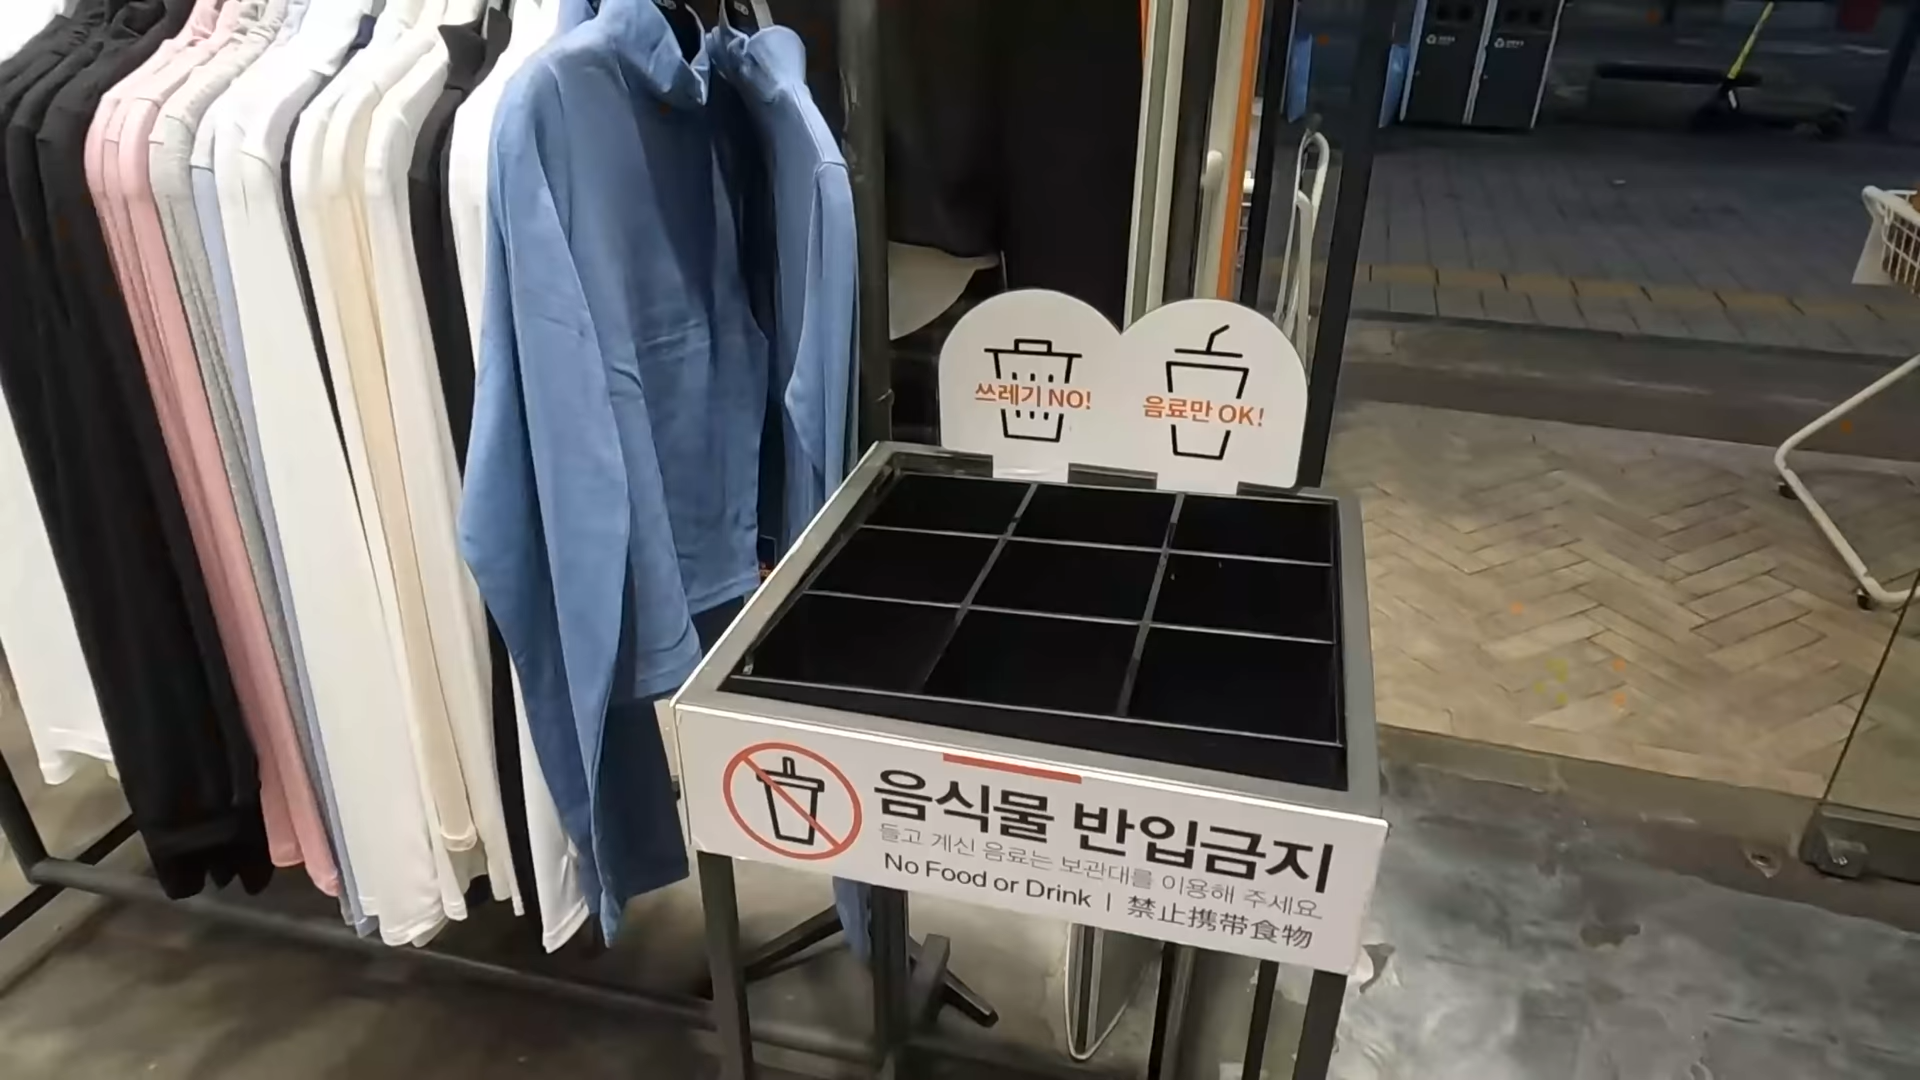 쓰레기 NO!
음료만 OK!
음식물 반입금지
들고 계신 음료는 보관대를 이용해 주세요
No Food or Drink | 禁止携带食物